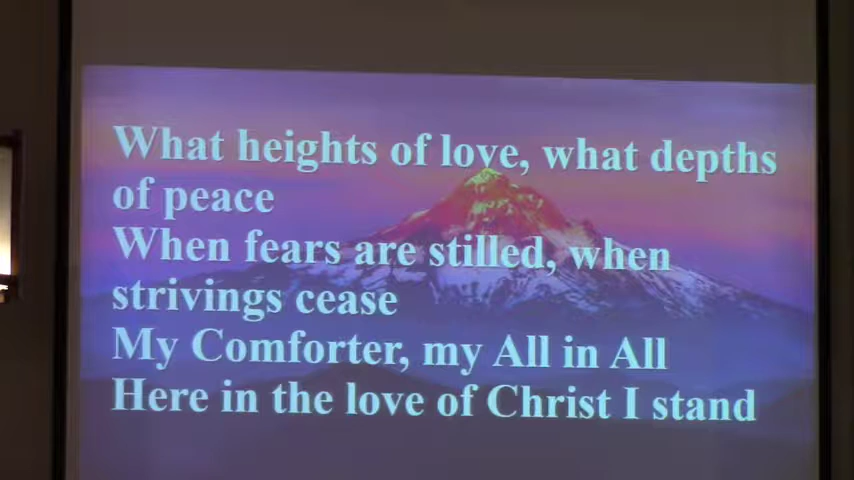 What heights of love, what depths
of peace
When fears are stilled, when
strivings cease
My Comforter, my All in All
Here in the love of Christ I stand